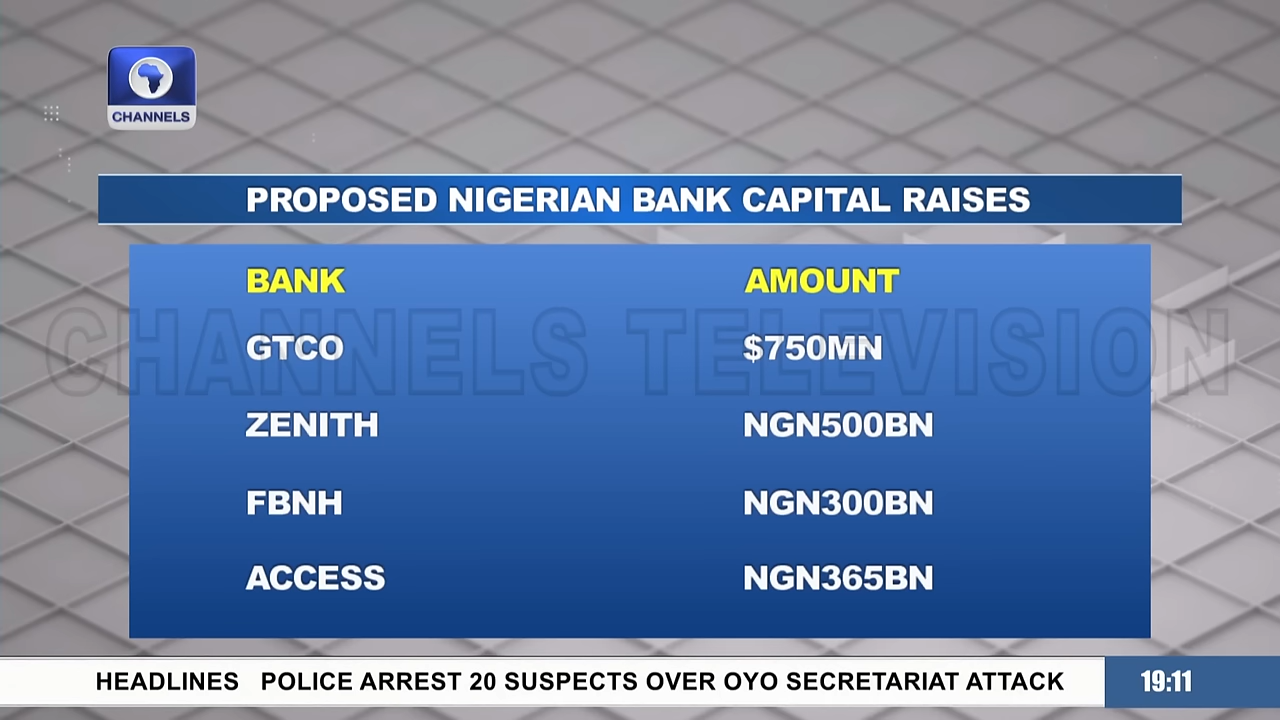 CHANNELS
PROPOSED NIGERIAN BANK CAPITAL RAISES
BANK AMOUNT
CHANNELS TELEVISION
GTCO $750MN
ZENITH NGN500BN
FBNH NGN300BN
ACCESS NGN365BN
HEADLINES POLICE ARREST 20 SUSPECTS OVER OYO SECRETARIAT ATTACK 19:11